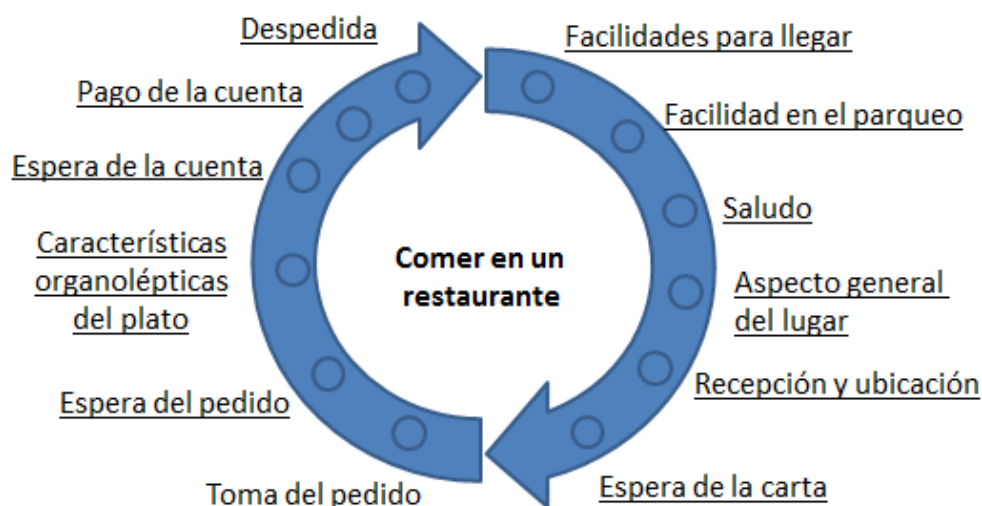 Despedida
Facilidades para llegar
Pago de la cuenta
Facilidad en el parqueo
Espera de la cuenta
Saludo
Características
organolépticas
del plato
Comer en un
restaurante
Aspecto general
del lugar
Espera del pedido
Recepción y ubicación
Toma del pedido
Espera de la carta